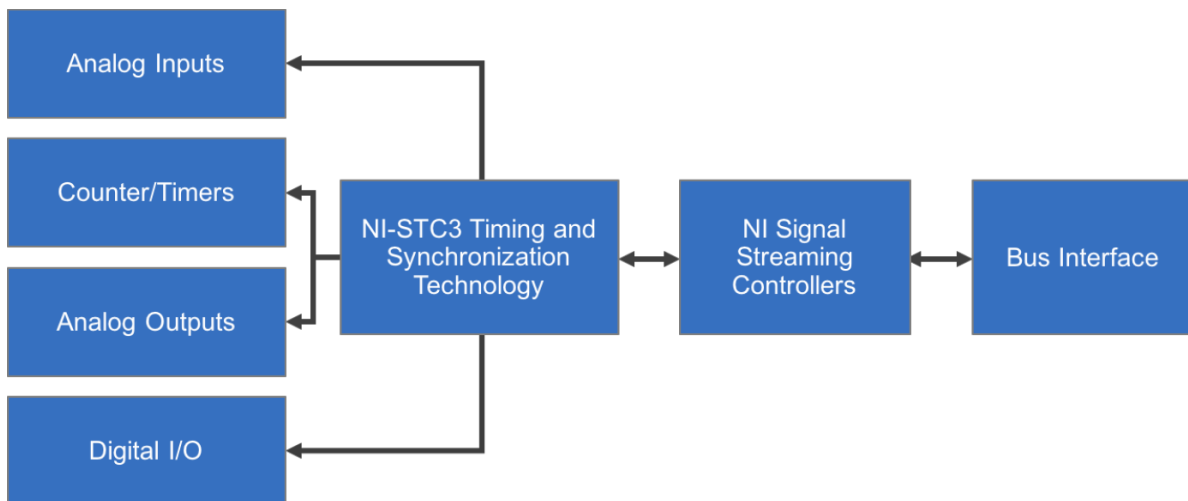 Analog Inputs
Counter/Timers
Analog Outputs
Digital I/O
NI-STC3 Timing and
Synchronization
Technology
NI Signal
Streaming
Controllers
Bus Interface